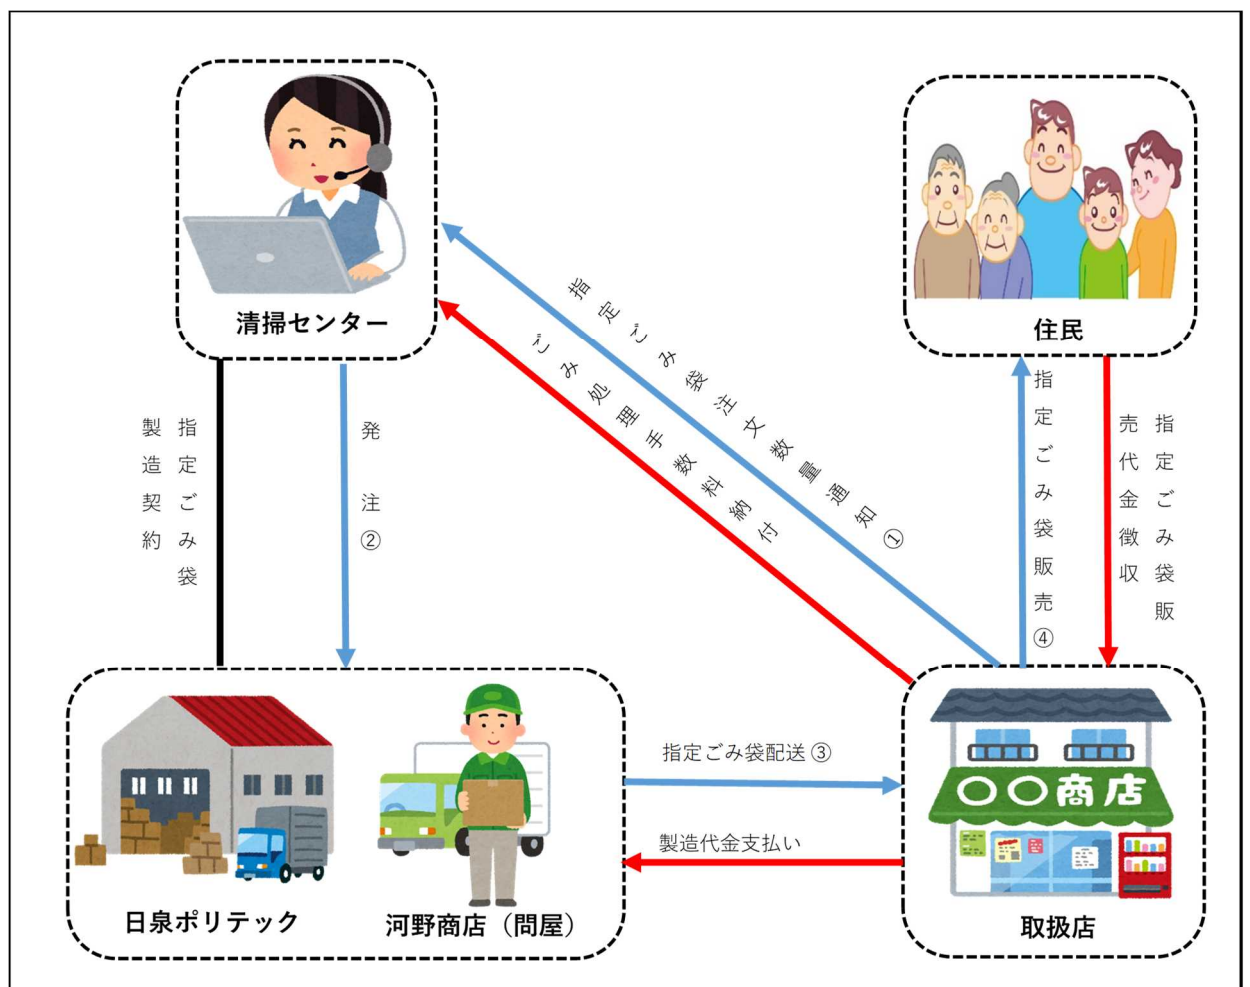 清掃センター
住民
指定ごみ袋注文数量通知①
ごみ処理手数料納付
指定ごみ袋
製造契約
発注②
指定ごみ袋販売④
指定ごみ袋販
売代金徴収
指定ごみ袋配送③
製造代金支払い
〇〇商店
日泉ポリテック
河野商店（問屋）
取扱店